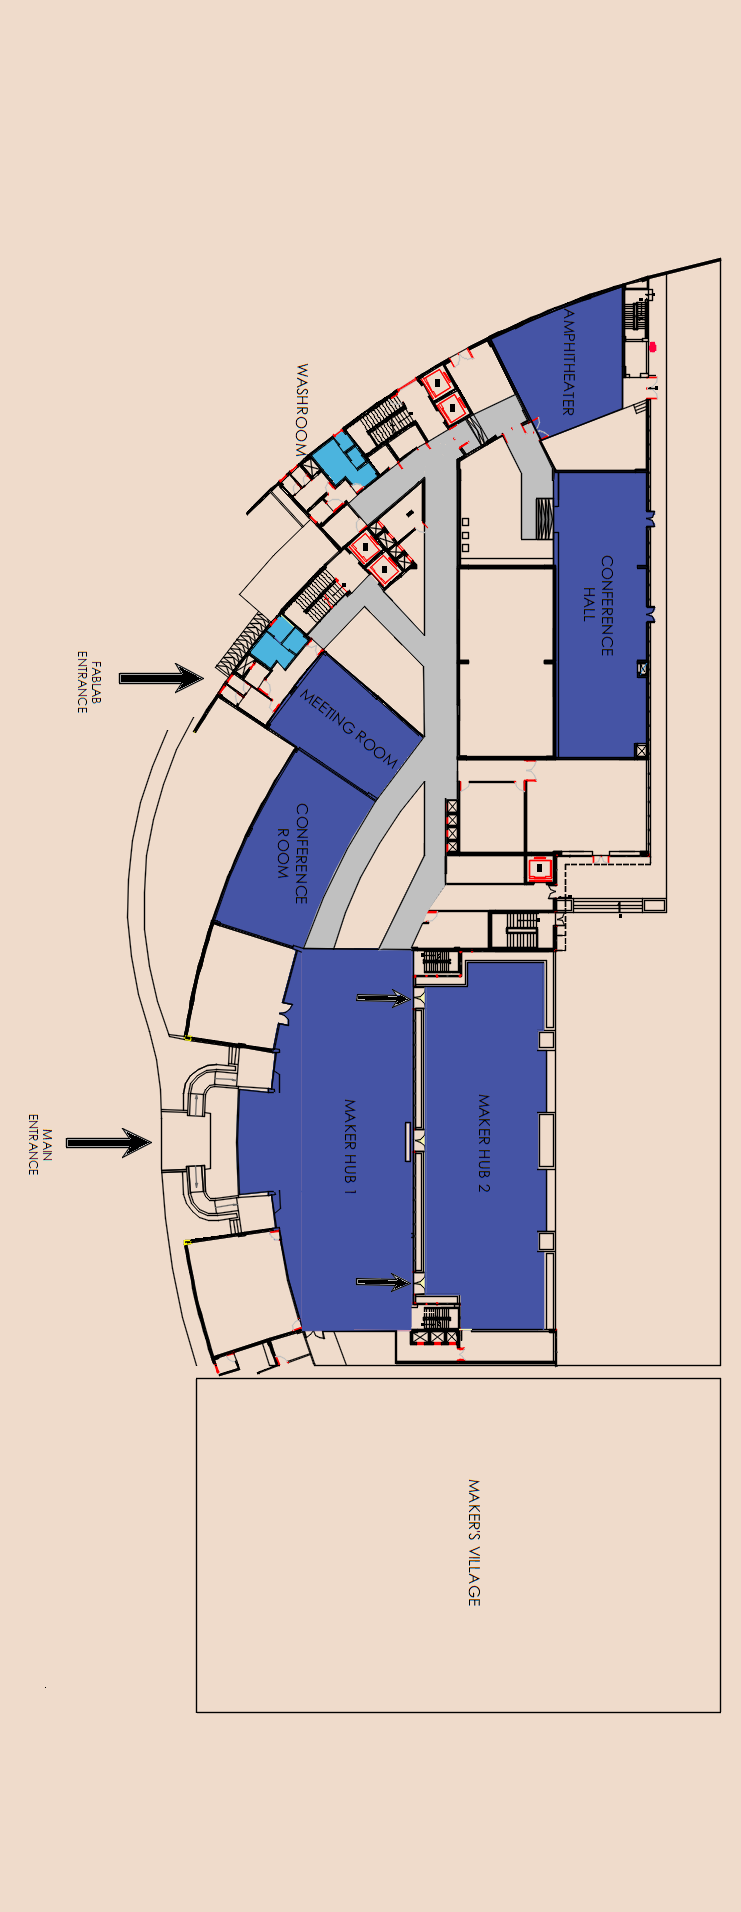 AMPHITHEATER
WASHROOM
CONFERENCE
HALL
FABLAB
ENTRANCE
MEETING ROOM
CONFERENCE
ROOM
MAIN
ENTRANCE
MAKER HUB 1
MAKER HUB 2
MAKER'S VILLAGE